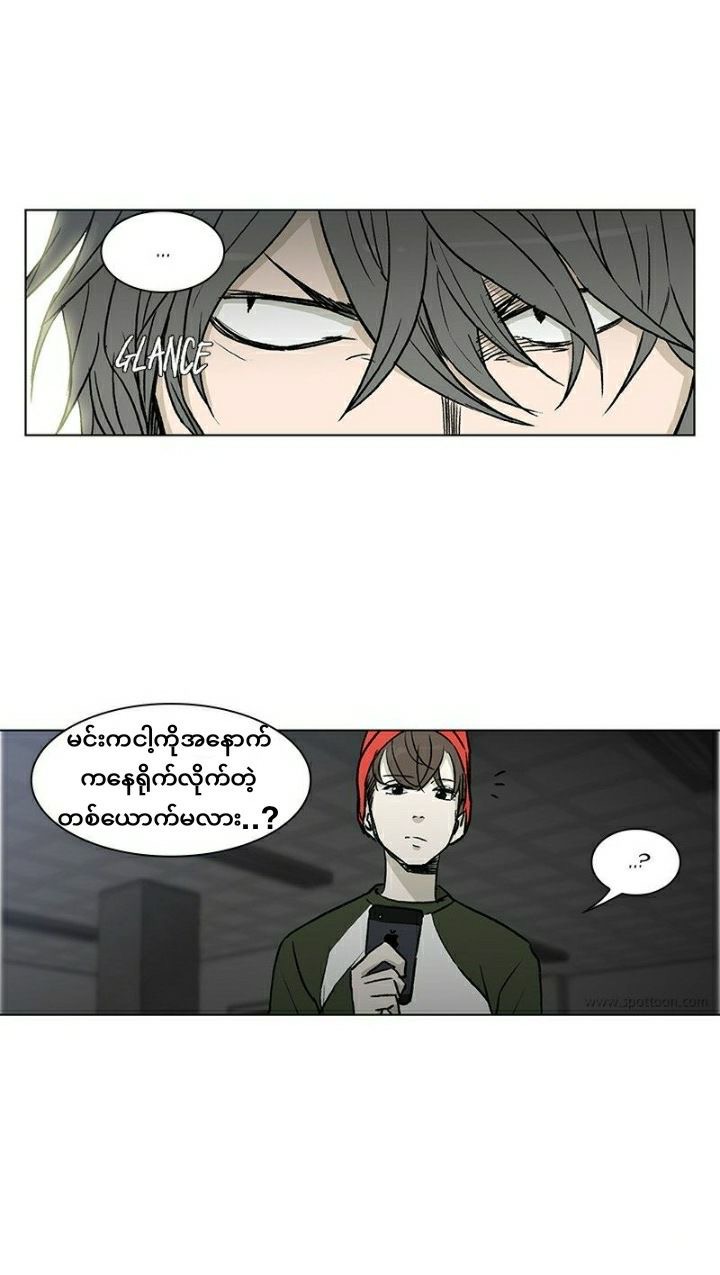 ...
GLANCE
မင်းကငါ့ကိုအနောက်
ကနေရိုက်လိုက်တဲ့
တစ်ယောက်မလား..?
..?
www.spottoon.com